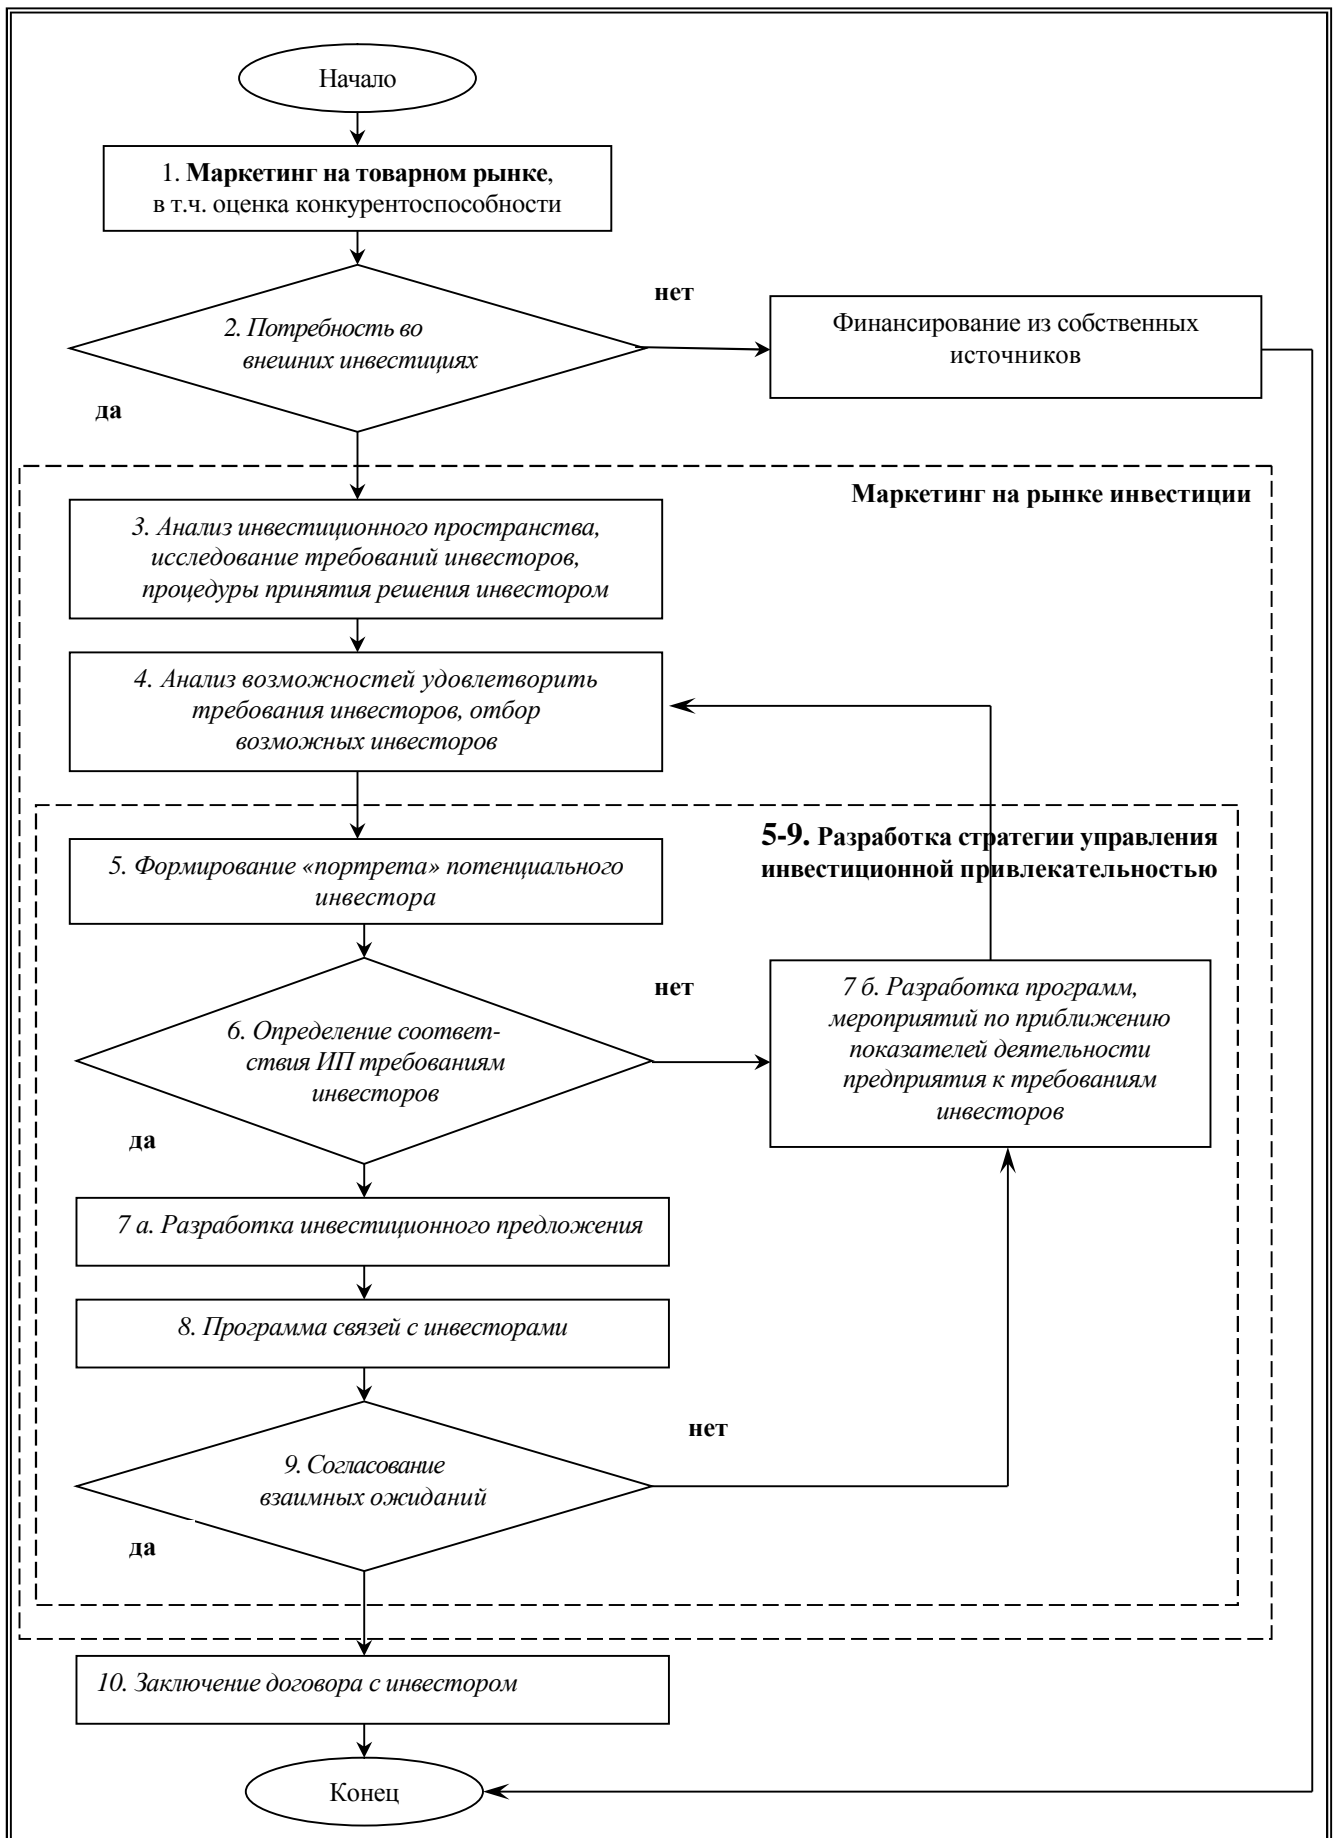 Начало
1. Маркетинг на товарном рынке,
в т.ч. оценка конкурентоспособности
нет
2. Потребность во
внешних инвестициях
Финансирование из собственных
источников
да
Маркетинг на рынке инвестиции
3. Анализ инвестиционного пространства,
исследование требований инвесторов,
процедуры принятия решения инвестором
4. Анализ возможностей удовлетворить
требования инвесторов, отбор
возможных инвесторов
5-9. Разработка стратегии управления
инвестиционной привлекательностью
5. Формирование «портрета» потенциального
инвестора
нет
6. Определение соответ-
ствия ИП требованиям
инвесторов
7 б. Разработка программ,
мероприятий по приближению
показателей деятельности
предприятия к требованиям
инвесторов
да
7 а. Разработка инвестиционного предложения
8. Программа связей с инвесторами
нет
9. Согласование
взаимных ожиданий
да
10. Заключение договора с инвестором
Конец